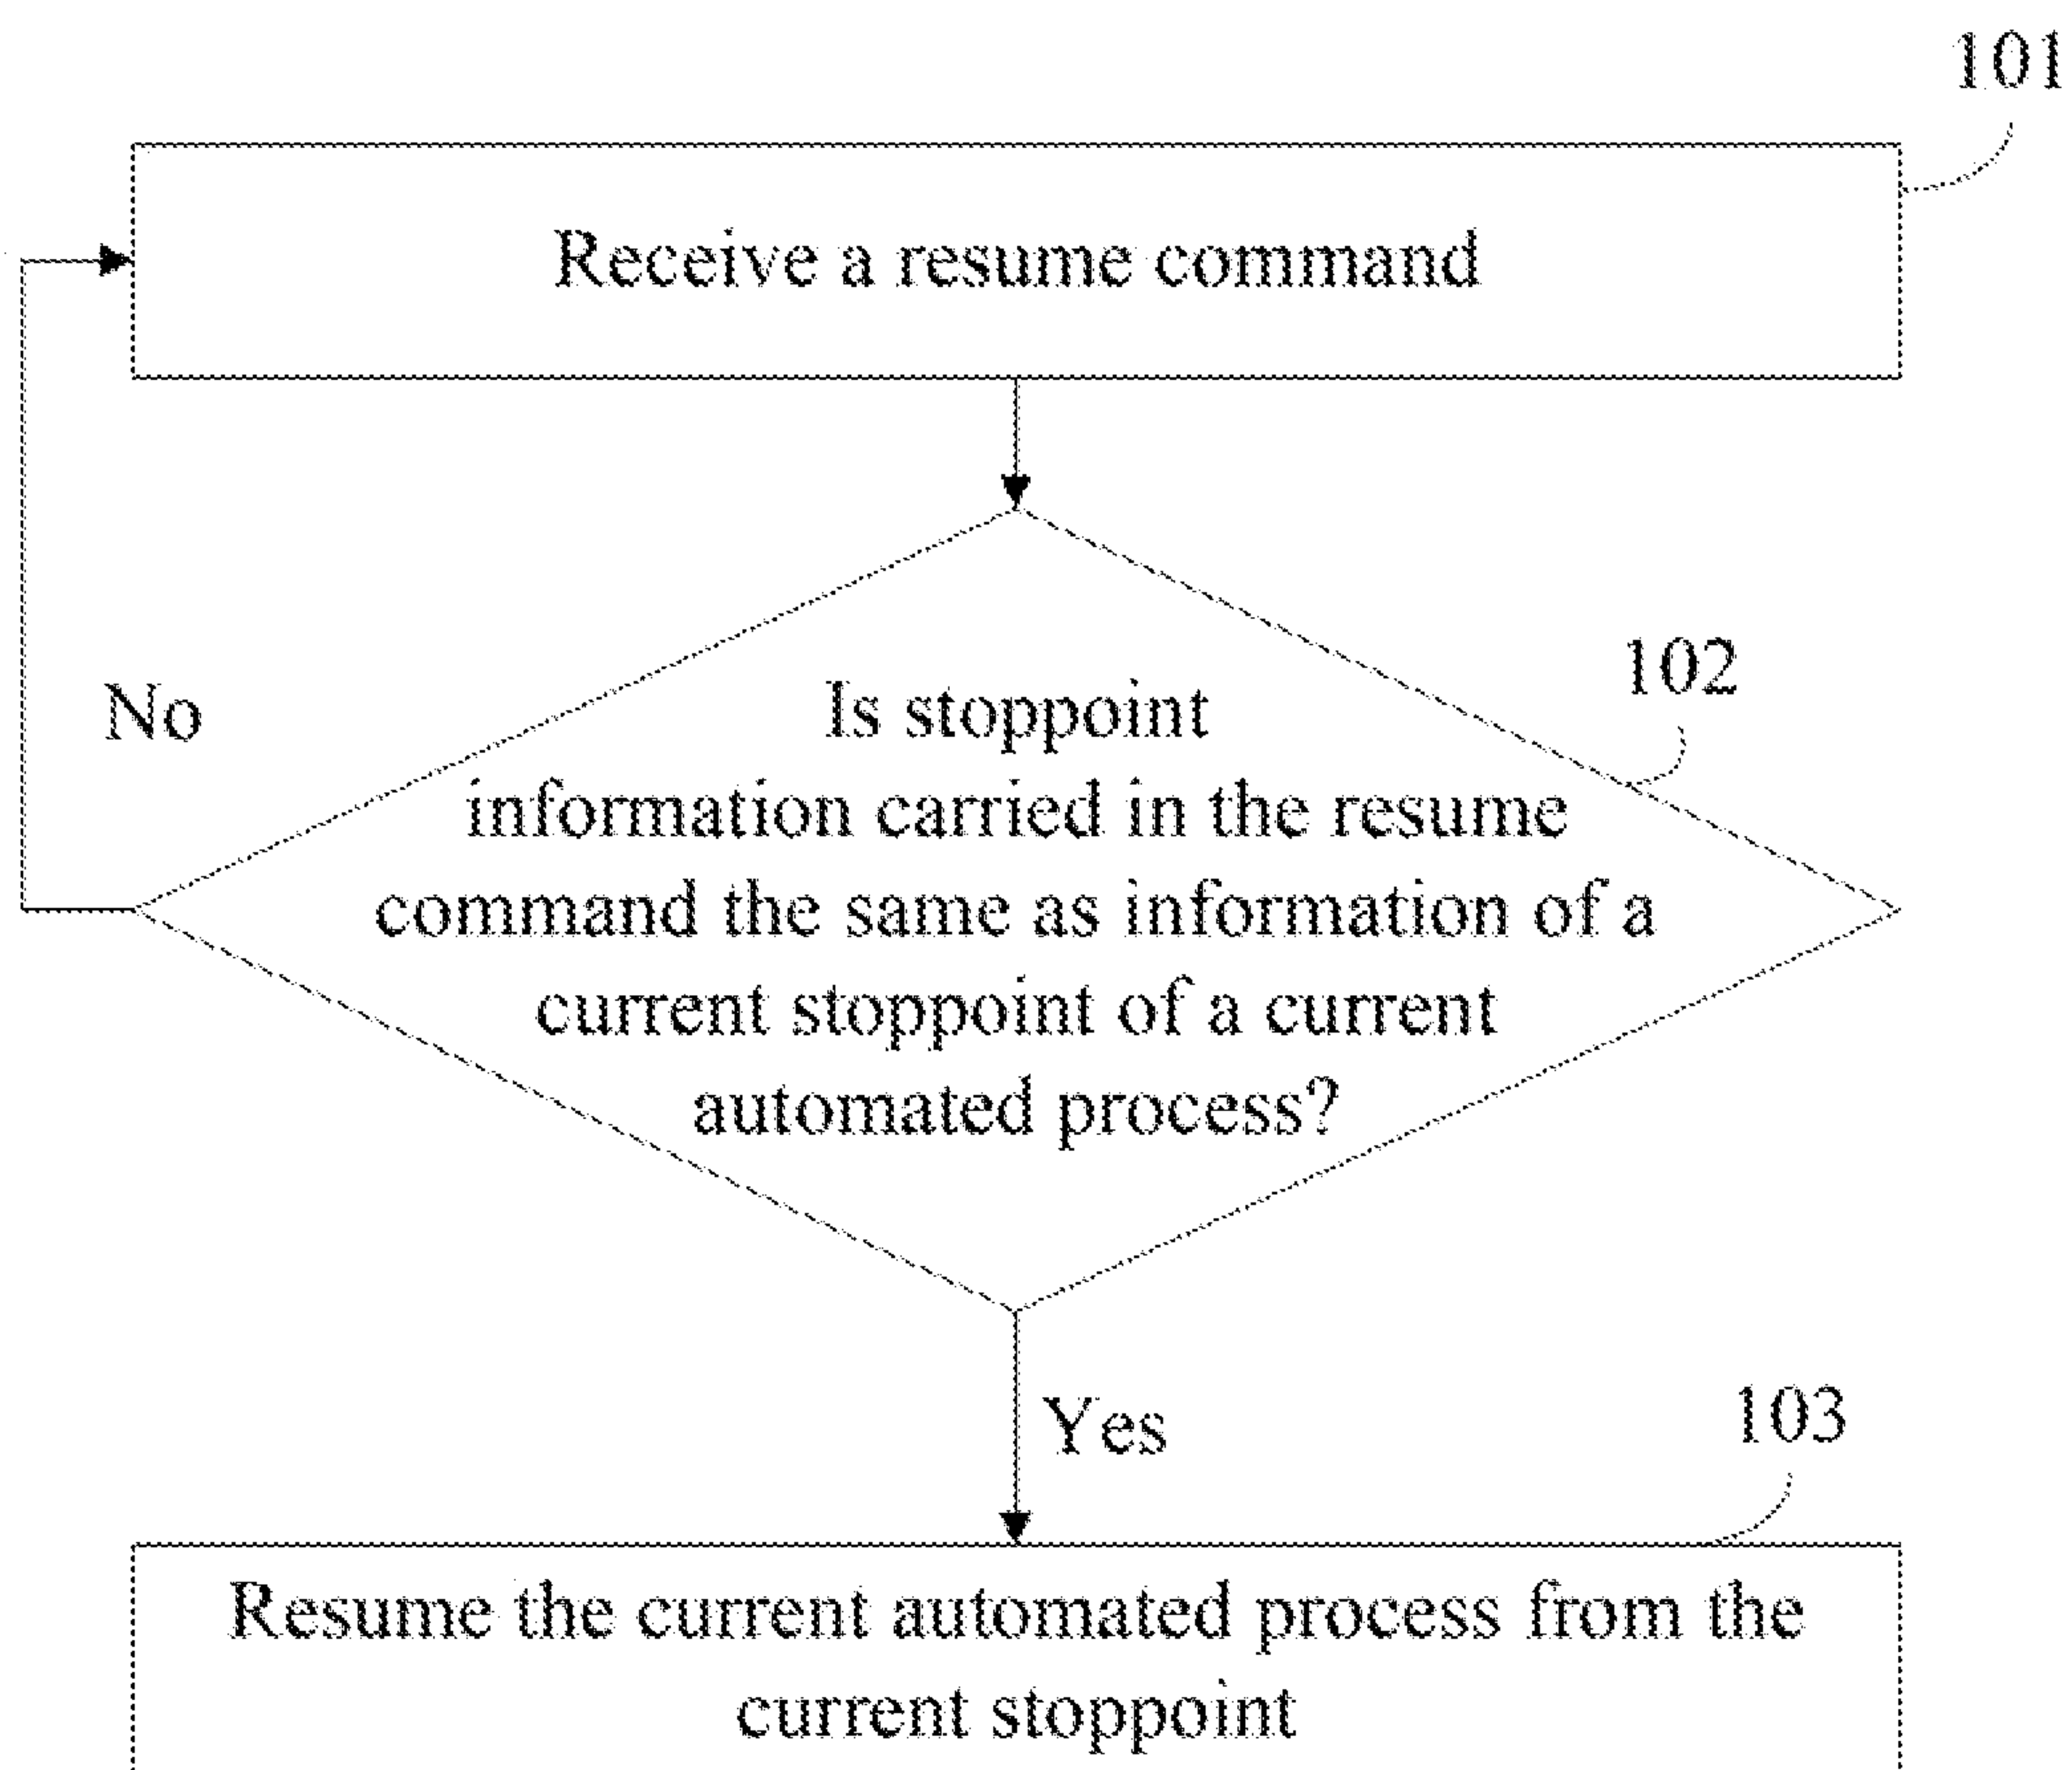 101
Receive a resume command
No
102
Is stoppoint
information carried in the resume
command the same as information of a
current stoppoint of a current
automated process?
Yes
103
Resume the current automated process from the
current stoppoint